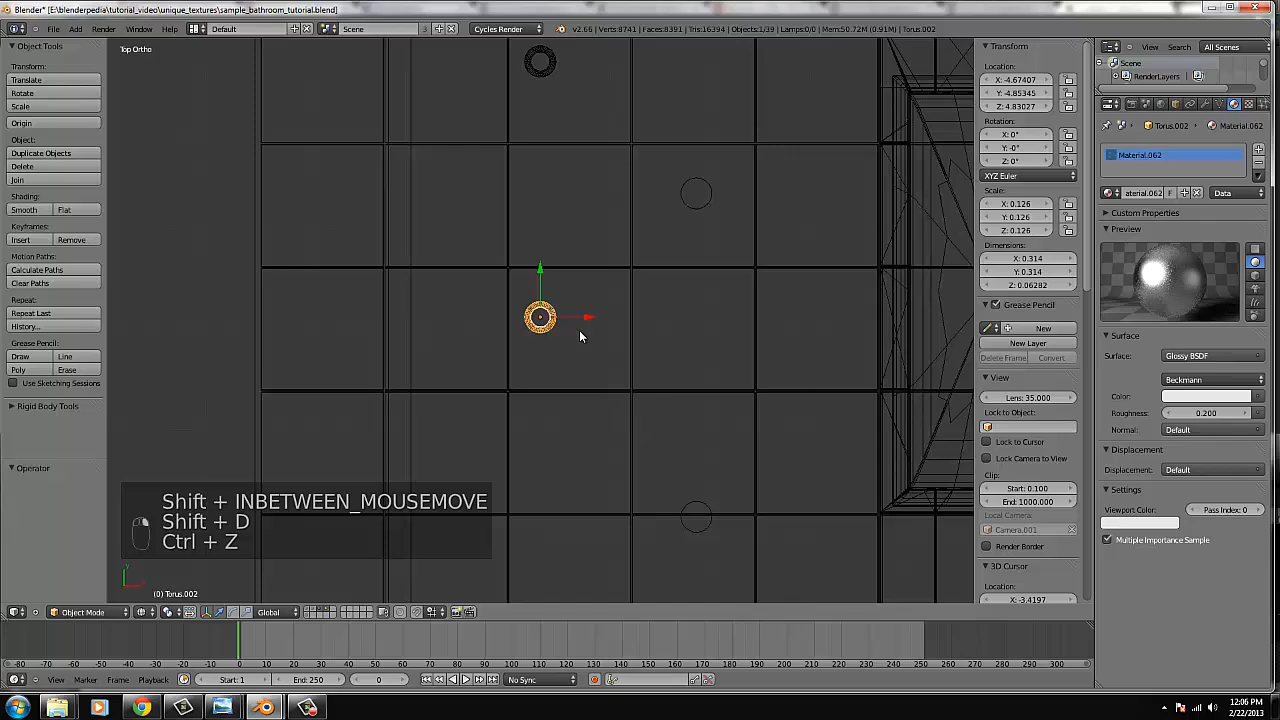 Blender* [E:\blenderpedia\tutorial_video\unique_textures\sample_bathroom_tutorial.blend]
File Add Render Window Help Default Scene 3 Cycles Render v2.66 | Verts:8741 | Faces:8391 | Tris:16394 | Objects:1/39 | Lamps:0/0 | Mem:50.72M (0.91M) | Torus.002
Object Tools
Transform:
Translate
Rotate
Scale
Origin
Object:
Duplicate Objects
Delete
Join
Shading:
Smooth Flat
Keyframes:
Insert Remove
Motion Paths:
Calculate Paths
Clear Paths
Repeat:
Repeat Last
History...
Grease Pencil:
Draw Line
Poly Erase
Use Sketching Sessions
Rigid Body Tools
Operator
Top Ortho
Shift + INBETWEEN_MOUSEMOVE
Shift + D
Ctrl + Z
(0) Torus.002
Transform
Location:
X: -4.67407
Y: -4.85345
Z: 4.83027
Rotation:
X: 0°
Y: -0°
Z: 0°
XYZ Euler
Scale:
X: 0.126
Y: 0.126
Z: 0.126
Dimensions:
X: 0.314
Y: 0.314
Z: 0.06282
Grease Pencil
New
New Layer
Delete Frame Convert
View
Lens: 35.000
Lock to Object:
Lock to Cursor
Lock Camera to View
Clip:
Start: 0.100
End: 1000.000
Local Camera:
Camera.001
Render Border
3D Cursor
Location:
X: -3.4197
View Search All Scenes
Scene
RenderLayers
Torus.002 Material.062
Material.062
aterial.062 F Data
Custom Properties
Preview
Surface
Surface: Glossy BSDF
Beckmann
Color:
Roughness: 0.200
Normal: Default
Displacement
Displacement: Default
Settings
Viewport Color: Pass Index: 0
Multiple Importance Sample
Object Mode Global
-80 -70 -60 -50 -40 -30 -20 -10 0 10 20 30 40 50 60 70 80 90 100 110 120 130 140 150 160 170 180 190 200 210 220 230 240 250 260 270 280 290 300
View Marker Frame Playback Start: 1 End: 250 0 No Sync
12:06 PM
2/22/2013